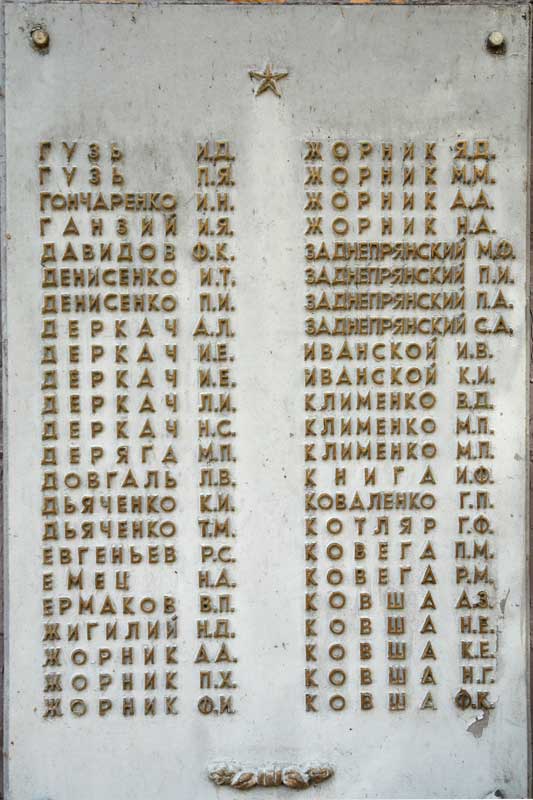 ГУЗЬ И.Д.
ГУЗЬ П.Я.
ГОНЧАРЕНКО И.Н.
ГАНЗИЙ И.Я.
ДАВИДОВ Ф.К.
ДЕНИСЕНКО И.Т.
ДЕНИСЕНКО П.И.
ДЕРКАЧ А.Л.
ДЕРКАЧ И.Е.
ДЕРКАЧ И.Е.
ДЕРКАЧ Л.И.
ДЕРКАЧ Н.С.
ДЕРЯГА М.П.
ДОВГАЛЬ П.В.
ДЬЯЧЕНКО К.И.
ДЬЯЧЕНКО Т.М.
ЕВГЕНЬЕВ Р.С.
ЕМЕЦ Н.А.
ЕРМАКОВ В.П.
ЖИГИЛИЙ Н.Д.
ЖОРНИК А.А.
ЖОРНИК П.Х.
ЖОРНИК Ф.И.
ЖОРНИК Я.Д.
ЖОРНИК М.М.
ЖОРНИК А.А.
ЖОРНИК Н.А.
ЗАДНЕПРЯНСКИЙ М.Ф.
ЗАДНЕПРЯНСКИЙ П.И.
ЗАДНЕПРЯНСКИЙ П.А.
ЗАДНЕПРЯНСКИЙ С.А.
ИВАНСКОЙ И.В.
ИВАНСКОЙ К.И.
КЛИМЕНКО В.Д.
КЛИМЕНКО М.П.
КЛИМЕНКО М.П.
КНИГА И.Ф.
КОВАЛЕНКО Г.П.
КОТЛЯР Г.Ф.
КОВЕГА П.М.
КОВЕГА Р.М.
КОВША А.З.
КОВША Н.Е.
КОВША К.Е.
КОВША Н.Г.
КОВША Ф.К.